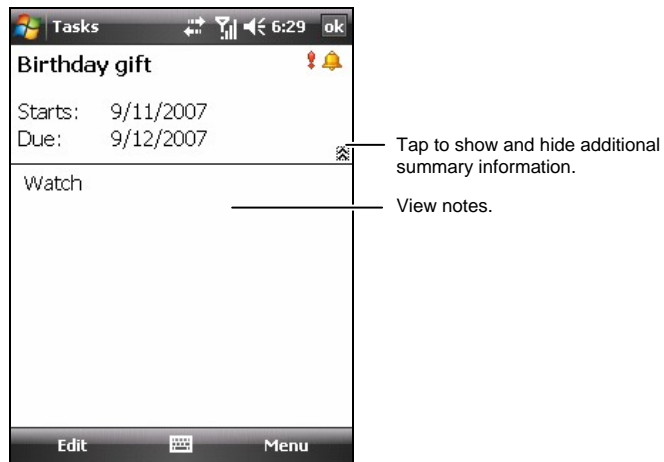 Tasks 6:29 ok
Birthday gift
Starts: 9/11/2007
Due: 9/12/2007
Tap to show and hide additional
summary information.
Watch
View notes.
Edit Menu